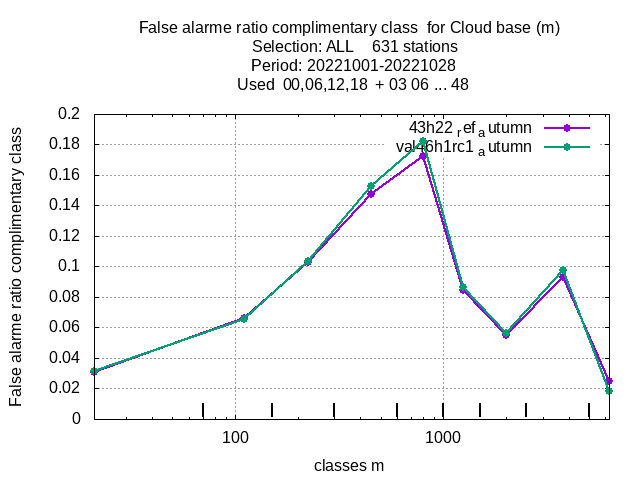 False alarme ratio complimentary class  for Cloud base (m)
Selection: ALL    631 stations
Period: 20221001-20221028
Used  00,06,12,18  + 03 06 ... 48
43h22_ref_autumn
val46h1rc1_autumn
False alarme ratio complimentary class
0.2
0.18
0.16
0.14
0.12
0.1
0.08
0.06
0.04
0.02
0
100
1000
classes m